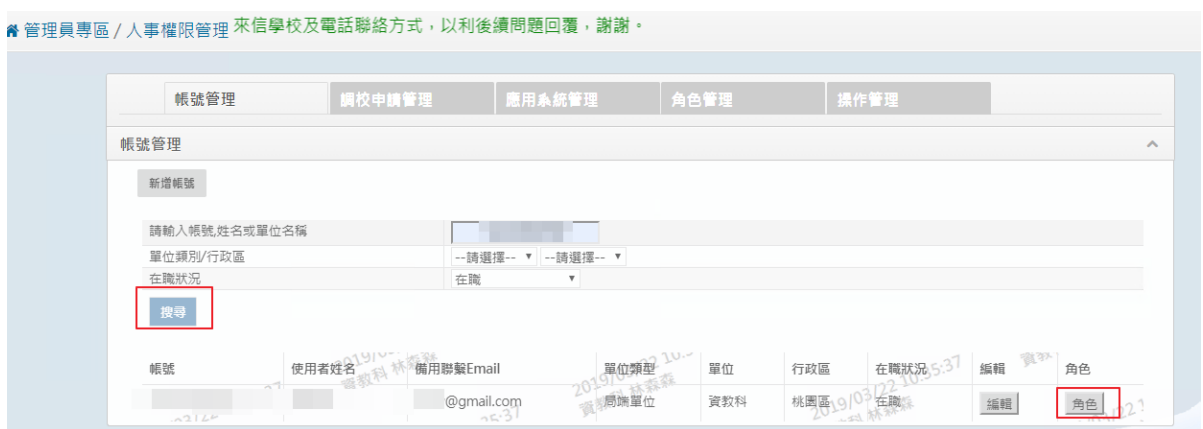 管理員專區 / 人事權限管理 來信學校及電話聯絡方式，以利後續問題回覆，謝謝。
帳號管理 調校申請管理 應用系統管理 角色管理 操作管理
帳號管理
新增帳號
請輸入帳號,姓名或單位名稱
單位類別/行政區 --請選擇-- --請選擇--
在職狀況 在職
搜尋
帳號 使用者姓名 備用聯繫Email 單位類型 單位 行政區 在職狀況 編輯 角色
@gmail.com 局端單位 資教科 桃園區 在職 編輯 角色